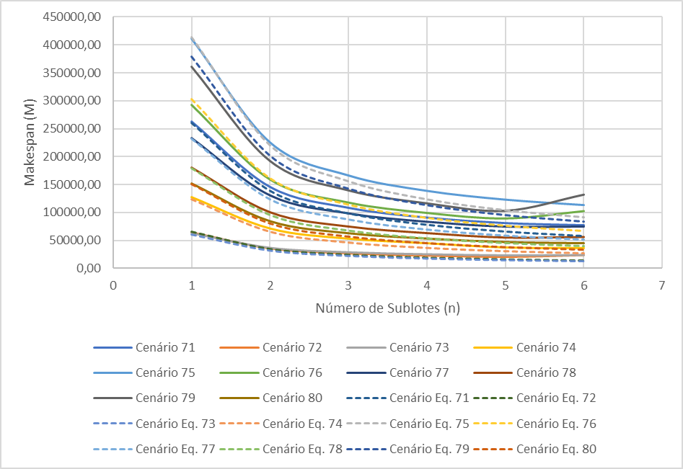 450000,00
400000,00
350000,00
300000,00
250000,00
200000,00
150000,00
100000,00
50000,00
0,00
Makespan (M)
0 1 2 3 4 5 6 7
Número de Sublotes (n)
Cenário 71 Cenário 72 Cenário 73 Cenário 74
Cenário 75 Cenário 76 Cenário 77 Cenário 78
Cenário 79 Cenário 80 Cenário Eq. 71 Cenário Eq. 72
Cenário Eq. 73 Cenário Eq. 74 Cenário Eq. 75 Cenário Eq. 76
Cenário Eq. 77 Cenário Eq. 78 Cenário Eq. 79 Cenário Eq. 80